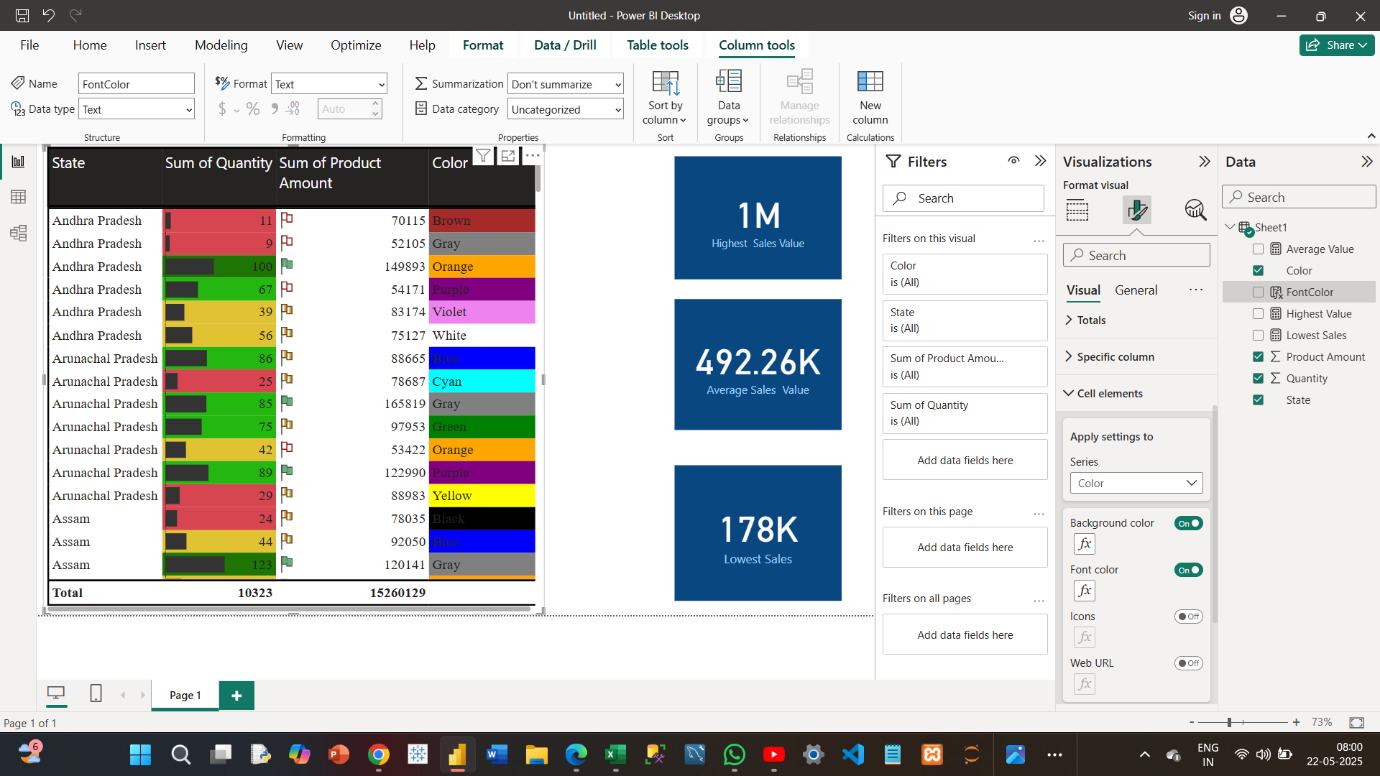 Untitled - Power BI Desktop
Sign in
File Home Insert Modeling View Optimize Help Format Data / Drill Table tools Column tools
Share
Name FontColor
Data type Text
Structure
Format Text
$ % Auto
Formatting
Summarization Don't summarize
Data category Uncategorized
Properties
Sort by column
Sort
Data groups
Groups
Manage relationships
Relationships
New column
Calculations
State Sum of Quantity Sum of Product Amount Color
Andhra Pradesh 11 70115 Brown
Andhra Pradesh 9 52105 Gray
Andhra Pradesh 100 149893 Orange
Andhra Pradesh 67 54171 Purple
Andhra Pradesh 39 83174 Violet
Andhra Pradesh 56 75127 White
Arunachal Pradesh 86 88665 Blue
Arunachal Pradesh 25 78687 Cyan
Arunachal Pradesh 85 165819 Gray
Arunachal Pradesh 75 97953 Green
Arunachal Pradesh 42 53422 Orange
Arunachal Pradesh 89 122990 Purple
Arunachal Pradesh 29 88983 Yellow
Assam 24 78035 Black
Assam 44 92050 Blue
Assam 123 120141 Gray
Total 10323 15260129
1M
Highest Sales Value
492.26K
Average Sales Value
178K
Lowest Sales
Filters
Search
Filters on this visual
Color
is (All)
State
is (All)
Sum of Product Amou...
is (All)
Sum of Quantity
is (All)
Add data fields here
Filters on this page
Add data fields here
Filters on all pages
Add data fields here
Visualizations
Format visual
Search
Visual General
Totals
Specific column
Cell elements
Apply settings to
Series
Color
Background color On
fx
Font color On
fx
Icons Off
fx
Web URL Off
fx
Data
Search
Sheet1
Average Value
Color
FontColor
Highest Value
Lowest Sales
Product Amount
Quantity
State
Page 1
Page 1 of 1
- + 73%
6
ENG
IN
08:00
22-05-2025